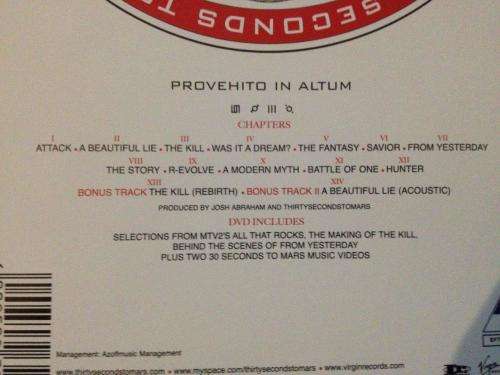 SECONDS TO
PROVEHITO IN ALTUM
CHAPTERS
I II III IV V VI VII
ATTACK • A BEAUTIFUL LIE • THE KILL • WAS IT A DREAM? • THE FANTASY • SAVIOR • FROM YESTERDAY
VIII IX X XI XII
THE STORY • R-EVOLVE • A MODERN MYTH • BATTLE OF ONE • HUNTER
XIII XIV
BONUS TRACK THE KILL (REBIRTH) • BONUS TRACK II A BEAUTIFUL LIE (ACOUSTIC)
PRODUCED BY JOSH ABRAHAM AND THIRTYSECONDSTOMARS
DVD INCLUDES
SELECTIONS FROM MTV2'S ALL THAT ROCKS, THE MAKING OF THE KILL,
BEHIND THE SCENES OF FROM YESTERDAY
PLUS TWO 30 SECONDS TO MARS MUSIC VIDEOS
Management: Azoffmusic Management
www.thirtysecondstomars.com • www.myspace.com/thirtysecondstomars • www.virginrecords.com
Virgin